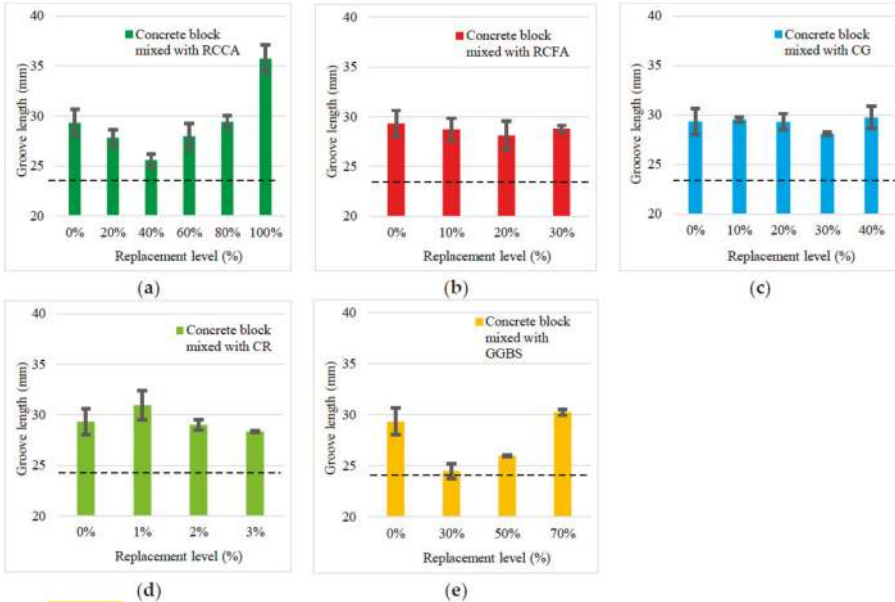 40
35
30
25
20
Groove length (mm)
Concrete block
mixed with RCCA
0% 20% 40% 60% 80% 100%
Replacement level (%)
(a)
40
35
30
25
20
Groove length (mm)
Concrete block
mixed with RCFA
0% 10% 20% 30%
Replacement level (%)
(b)
40
35
30
25
20
Grooove length (mm)
Concrete block
mixed with CG
0% 10% 20% 30% 40%
Replacement level (%)
(c)
40
35
30
25
20
Groove length (mm)
Concrete block
mixed with CR
0% 1% 2% 3%
Replacement level (%)
(d)
40
35
30
25
20
Groove length (mm)
Concrete block
mixed with
GGBS
0% 30% 50% 70%
Replacement level (%)
(e)